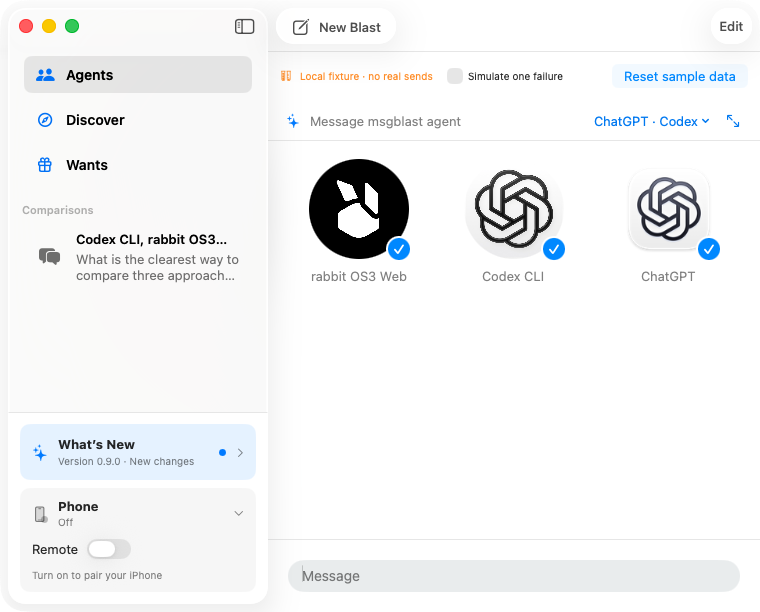 New Blast
Edit
Agents
Discover
Wants
Comparisons
Codex CLI, rabbit OS3...
What is the clearest way to
compare three approach...
What's New
Version 0.9.0 · New changes
Phone
Off
Remote
Turn on to pair your iPhone
Local fixture · no real sends
Simulate one failure
Reset sample data
Message msgblast agent
ChatGPT · Codex
rabbit OS3 Web
Codex CLI
ChatGPT
Message